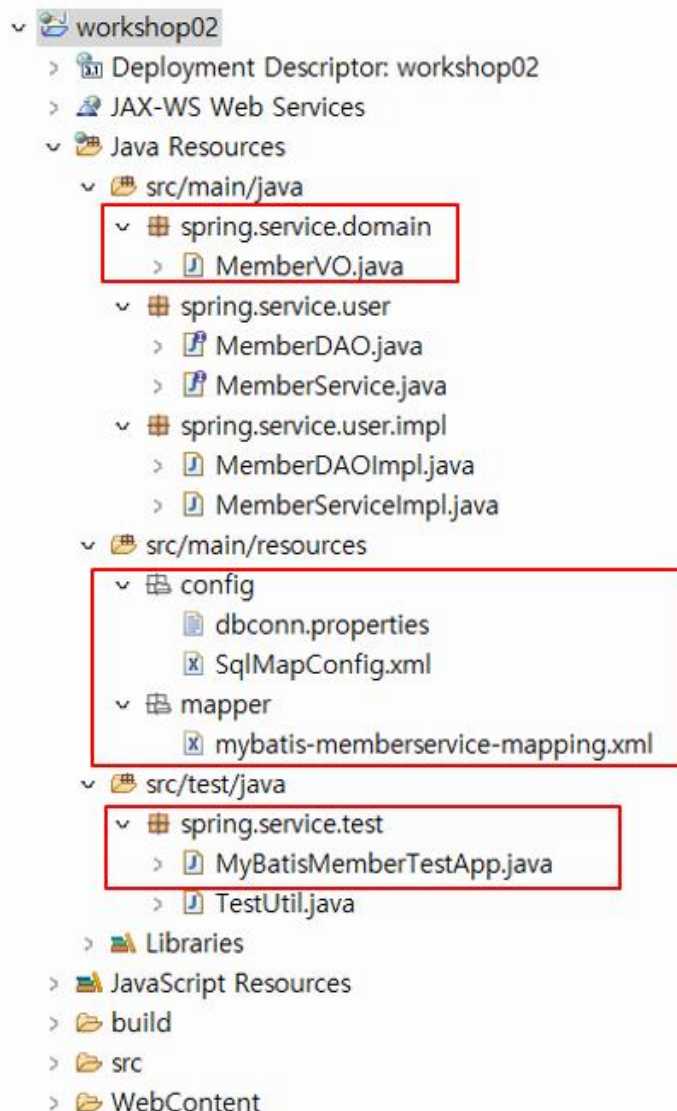 workshop02
Deployment Descriptor: workshop02
JAX-WS Web Services
Java Resources
src/main/java
spring.service.domain
MemberVO.java
spring.service.user
MemberDAO.java
MemberService.java
spring.service.user.impl
MemberDAOImpl.java
MemberServiceImpl.java
src/main/resources
config
dbconn.properties
SqlMapConfig.xml
mapper
mybatis-memberservice-mapping.xml
src/test/java
spring.service.test
MyBatisMemberTestApp.java
TestUtil.java
Libraries
JavaScript Resources
build
src
WebContent